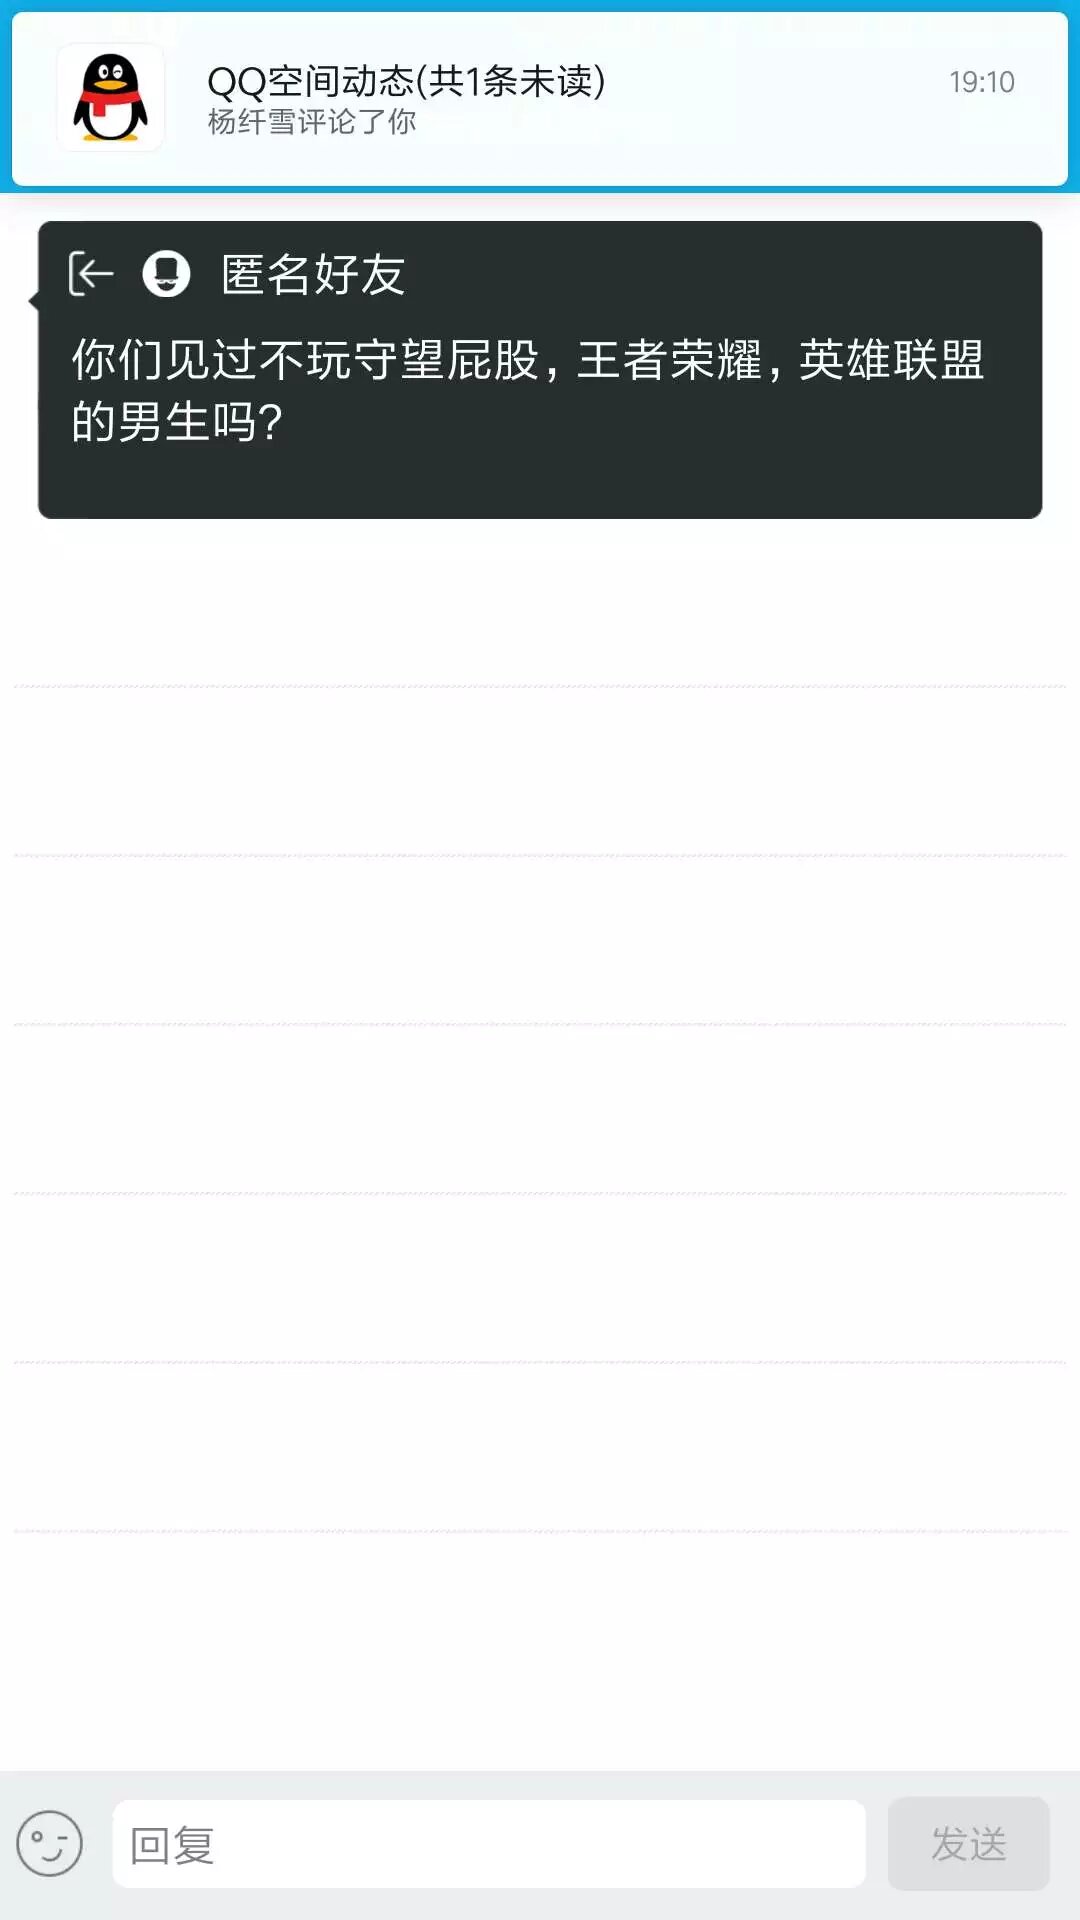 QQ空间动态(共1条未读)
19:10
杨纤雪评论了你
匿名好友
你们见过不玩守望屁股,王者荣耀,英雄联盟
的男生吗?
回复
发送